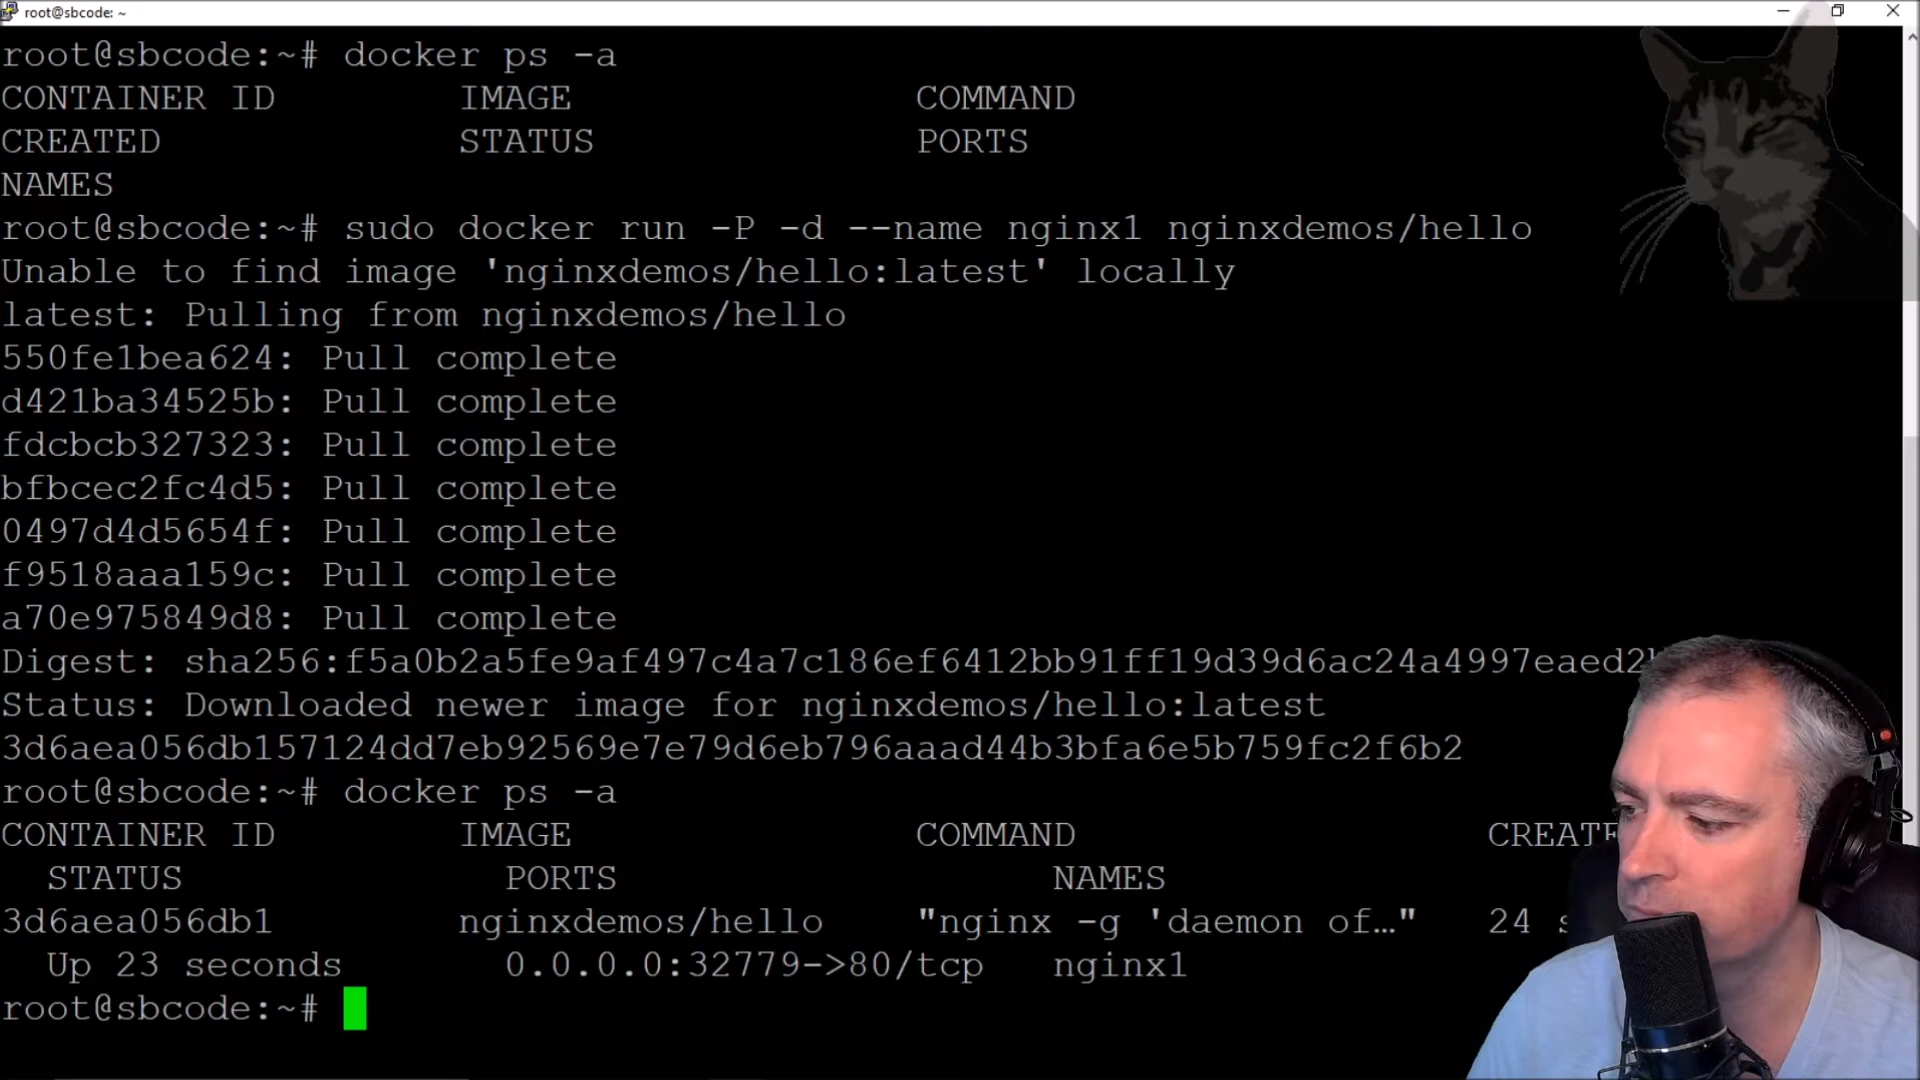 root@sbcode: ~
root@sbcode:~# docker ps -a
CONTAINER ID IMAGE COMMAND
CREATED STATUS PORTS
NAMES
root@sbcode:~# sudo docker run -P -d --name nginx1 nginxdemos/hello
Unable to find image 'nginxdemos/hello:latest' locally
latest: Pulling from nginxdemos/hello
550fe1bea624: Pull complete
d421ba34525b: Pull complete
fdcbcb327323: Pull complete
bfbcec2fc4d5: Pull complete
0497d4d5654f: Pull complete
f9518aaa159c: Pull complete
a70e975849d8: Pull complete
Digest: sha256:f5a0b2a5fe9af497c4a7c186ef6412bb91ff19d39d6ac24a4997eaed2
Status: Downloaded newer image for nginxdemos/hello:latest
3d6aea056db157124dd7eb92569e7e79d6eb796aaad44b3bfa6e5b759fc2f6b2
root@sbcode:~# docker ps -a
CONTAINER ID IMAGE COMMAND CREATE
STATUS PORTS NAMES
3d6aea056db1 nginxdemos/hello "nginx -g 'daemon of…" 24 s
Up 23 seconds 0.0.0.0:32779->80/tcp nginx1
root@sbcode:~#